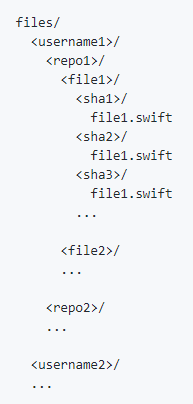 files/
<username1>/
<repo1>/
<file1>/
<sha1>/
file1.swift
<sha2>/
file1.swift
<sha3>/
file1.swift
...
<file2>/
...
<repo2>/
...
<username2>/
...